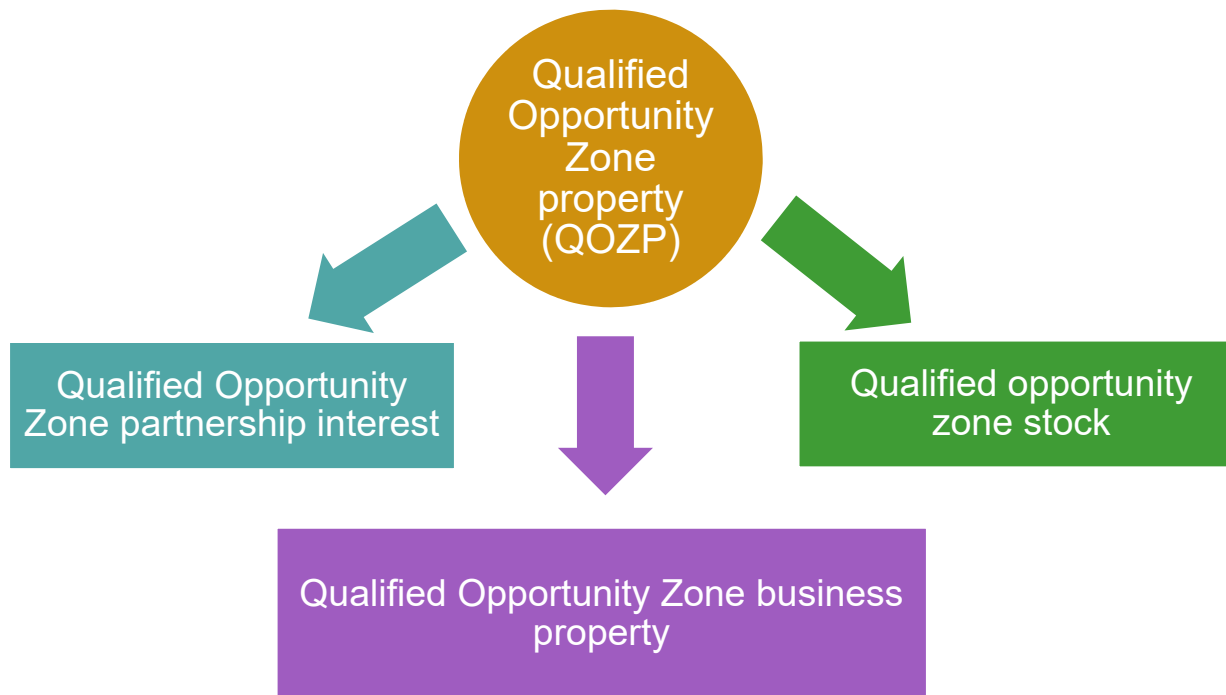 Qualified
Opportunity
Zone
property
(QOZP)
Qualified Opportunity
Zone partnership interest
Qualified opportunity
zone stock
Qualified Opportunity Zone business
property